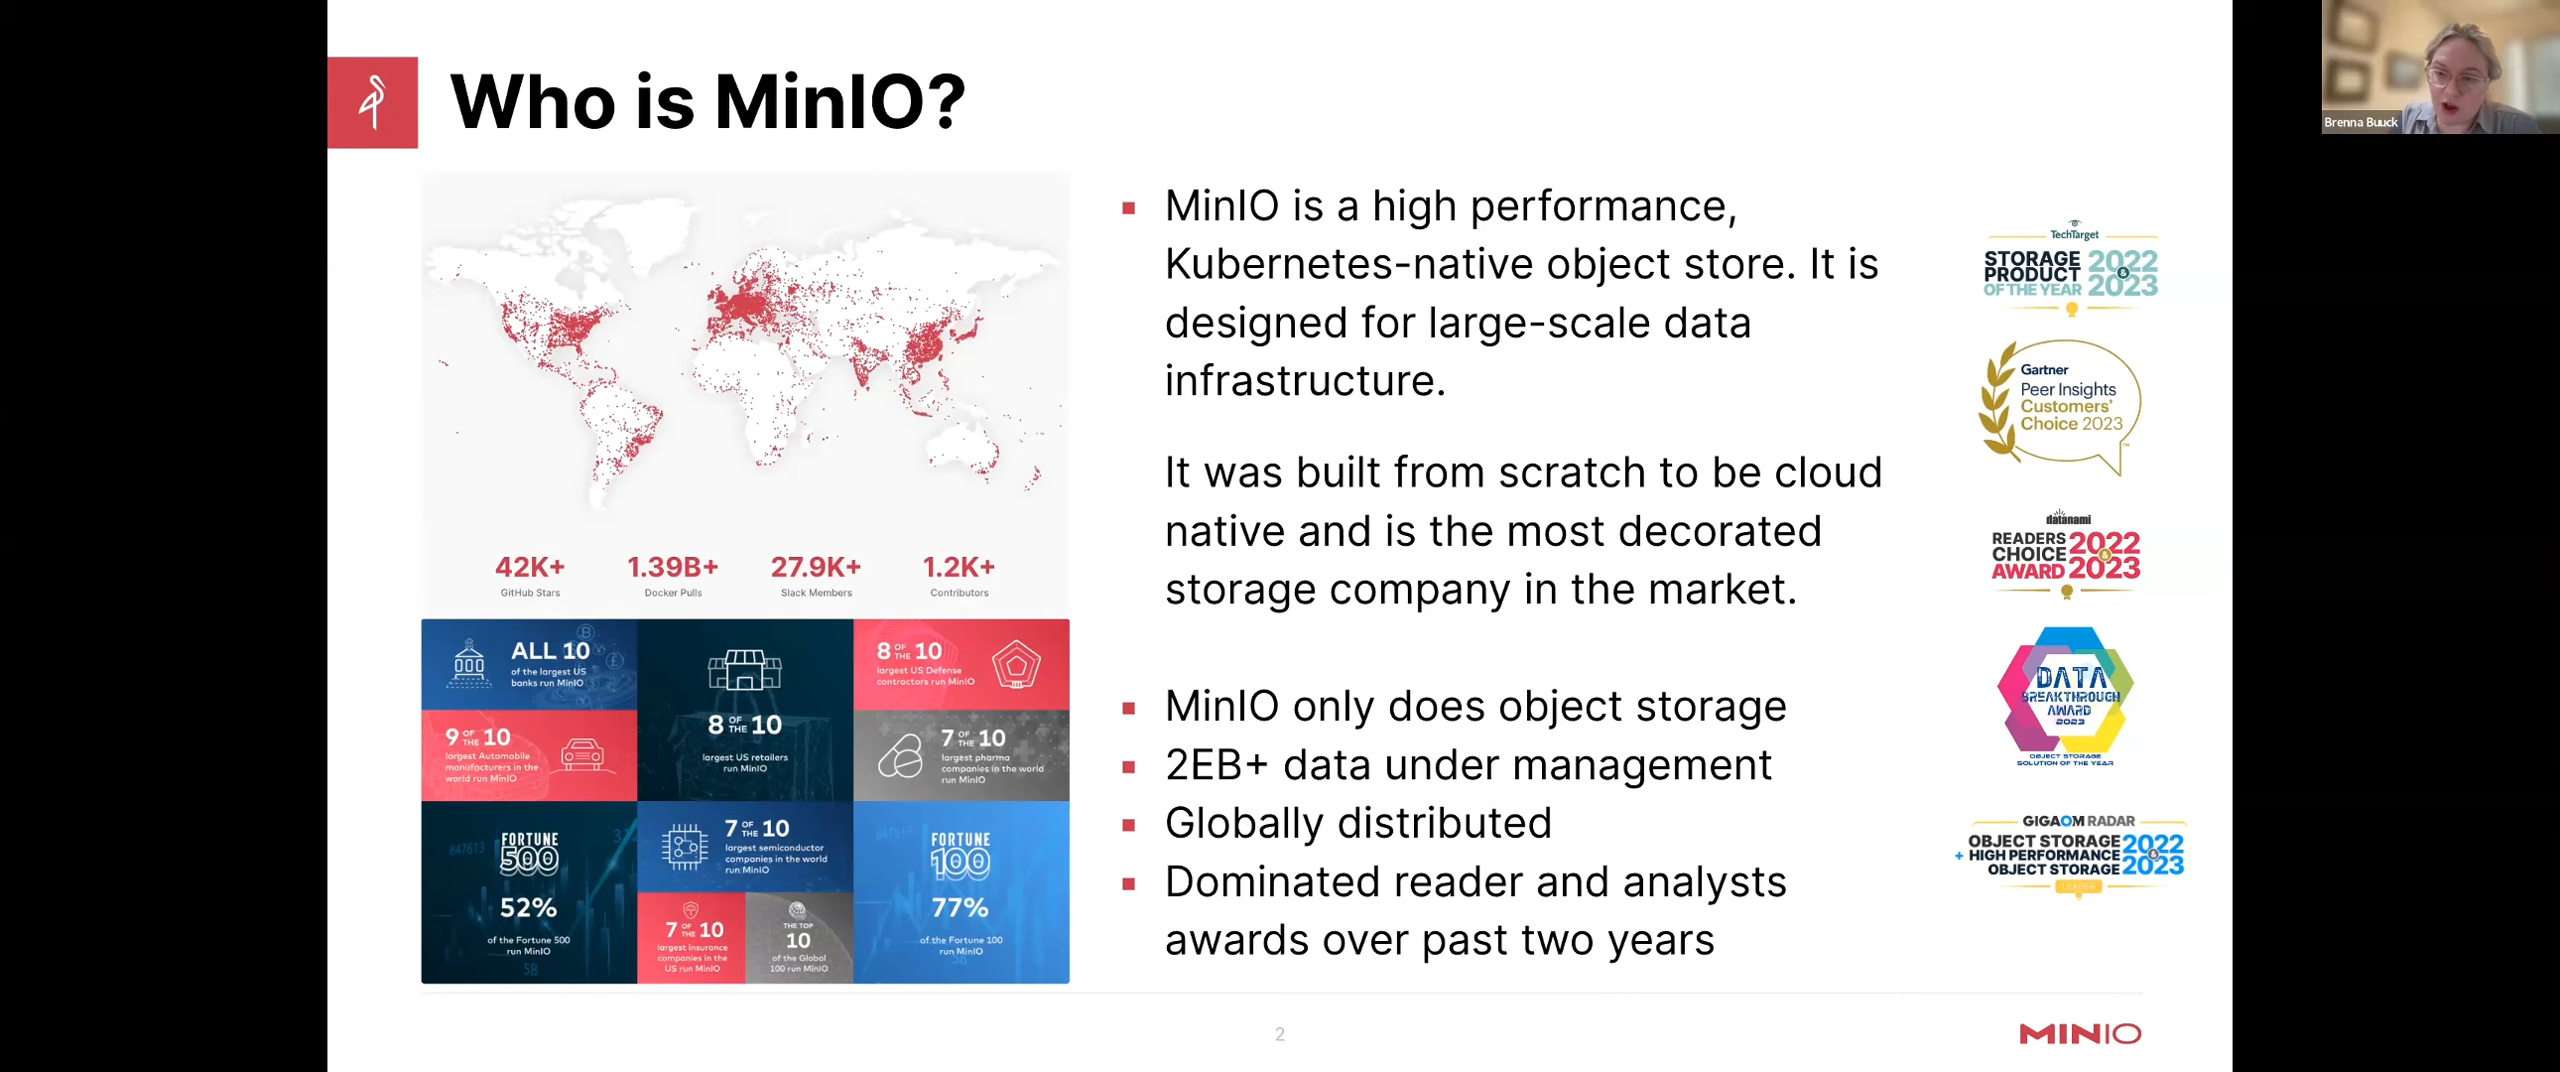 Who is MinIO?
Brenna Buuck
42K+
GitHub Stars
1.39B+
Docker Pulls
27.9K+
Slack Members
1.2K+
Contributors
ALL 10
of the largest US
banks run MinIO
8 OF THE 10
largest US retailers
run MinIO
8 OF THE 10
largest US Defense
contractors run MinIO
9 OF THE 10
largest Automobile
manufacturers in the
world run MinIO
7 OF THE 10
largest pharma
companies in the world
run MinIO
FORTUNE
500
52%
of the Fortune 500
run MinIO
7 OF THE 10
largest semiconductor
companies in the world
run MinIO
7 OF THE 10
largest insurance
companies in the
US run MinIO
THE TOP
10
of the Global
100 run MinIO
FORTUNE
100
77%
of the Fortune 100
run MinIO
MinIO is a high performance,
Kubernetes-native object store. It is
designed for large-scale data
infrastructure.
It was built from scratch to be cloud
native and is the most decorated
storage company in the market.
MinIO only does object storage
2EB+ data under management
Globally distributed
Dominated reader and analysts
awards over past two years
TechTarget
STORAGE
PRODUCT
OF THE YEAR
2022
&
2023
Gartner
Peer Insights
Customers'
Choice 2023
datanami
READERS
CHOICE
AWARD
2022
&
2023
DATA
BREAKTHROUGH
AWARD
2023
OBJECT STORAGE
SOLUTION OF THE YEAR
GIGAOM RADAR
OBJECT STORAGE
+ HIGH PERFORMANCE
OBJECT STORAGE
2022
&
2023
LEADER
2
MINIO